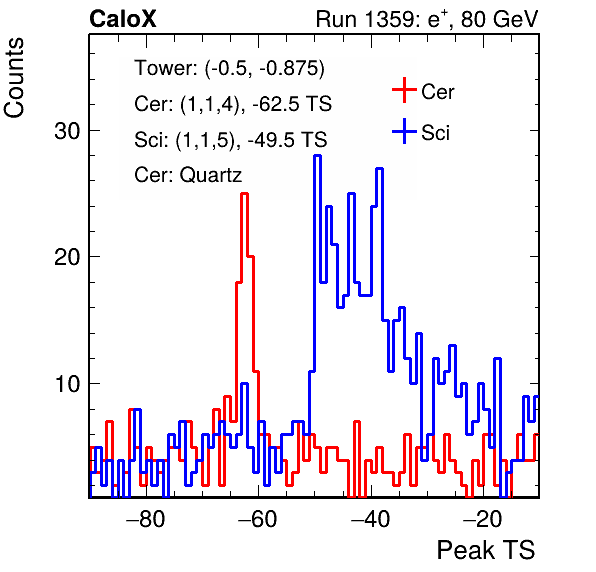 CaloX Run 1359: e⁺, 80 GeV
Counts
Tower: (-0.5, -0.875)
Cer: (1,1,4), -62.5 TS
Sci: (1,1,5), -49.5 TS
Cer: Quartz
Cer
Sci
30
20
10
−80 −60 −40 −20
Peak TS